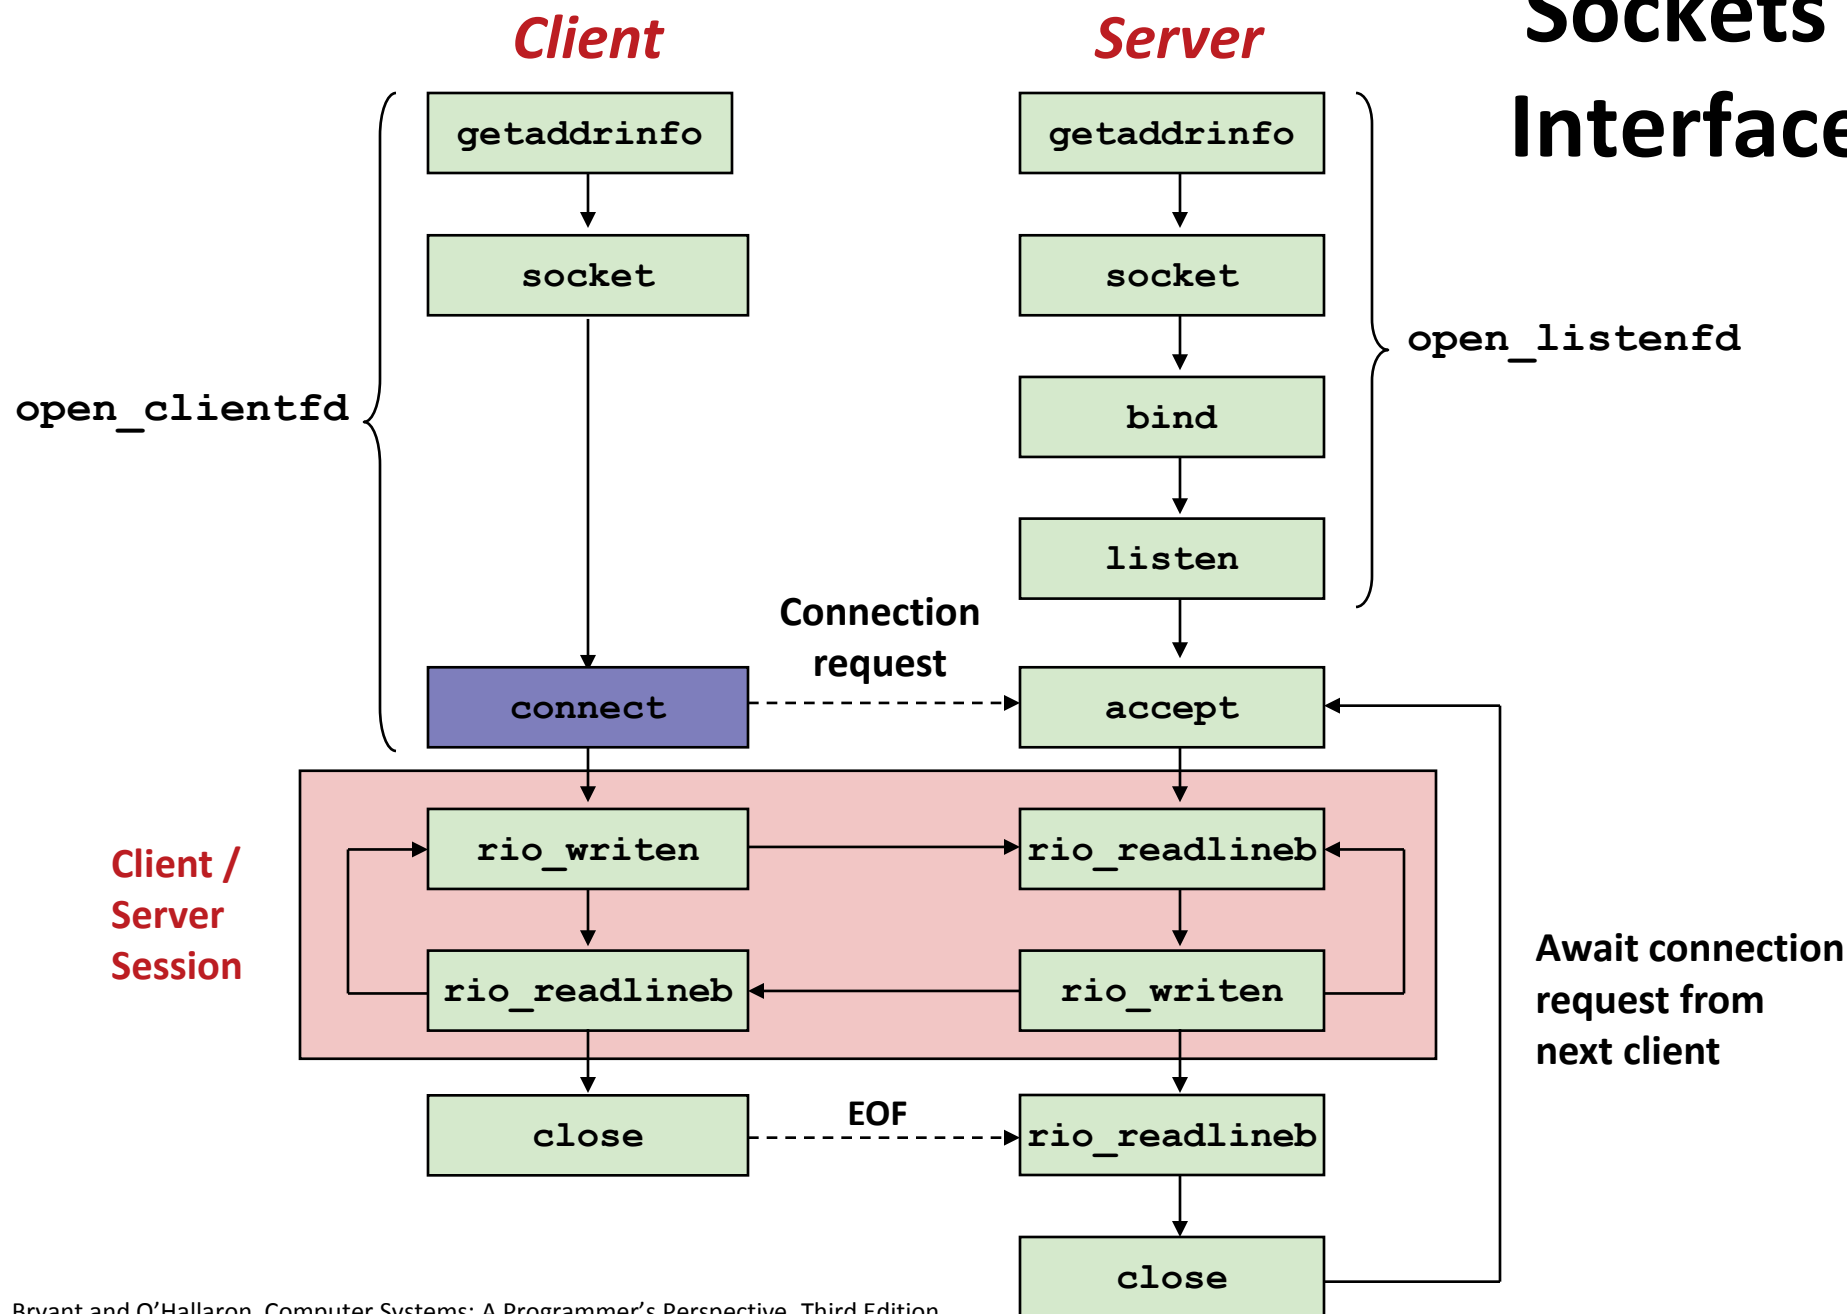 Sockets
Interface
Client
Server
getaddrinfo
getaddrinfo
socket
socket
open_listenfd
open_clientfd
bind
listen
Connection
request
connect
accept
Client /
Server
Session
rio_writen
rio_readlineb
rio_readlineb
rio_writen
Await connection
request from
next client
close
EOF
rio_readlineb
close
Bryant and O'Hallaron, Computer Systems: A Programmer's Perspective, Third Edition